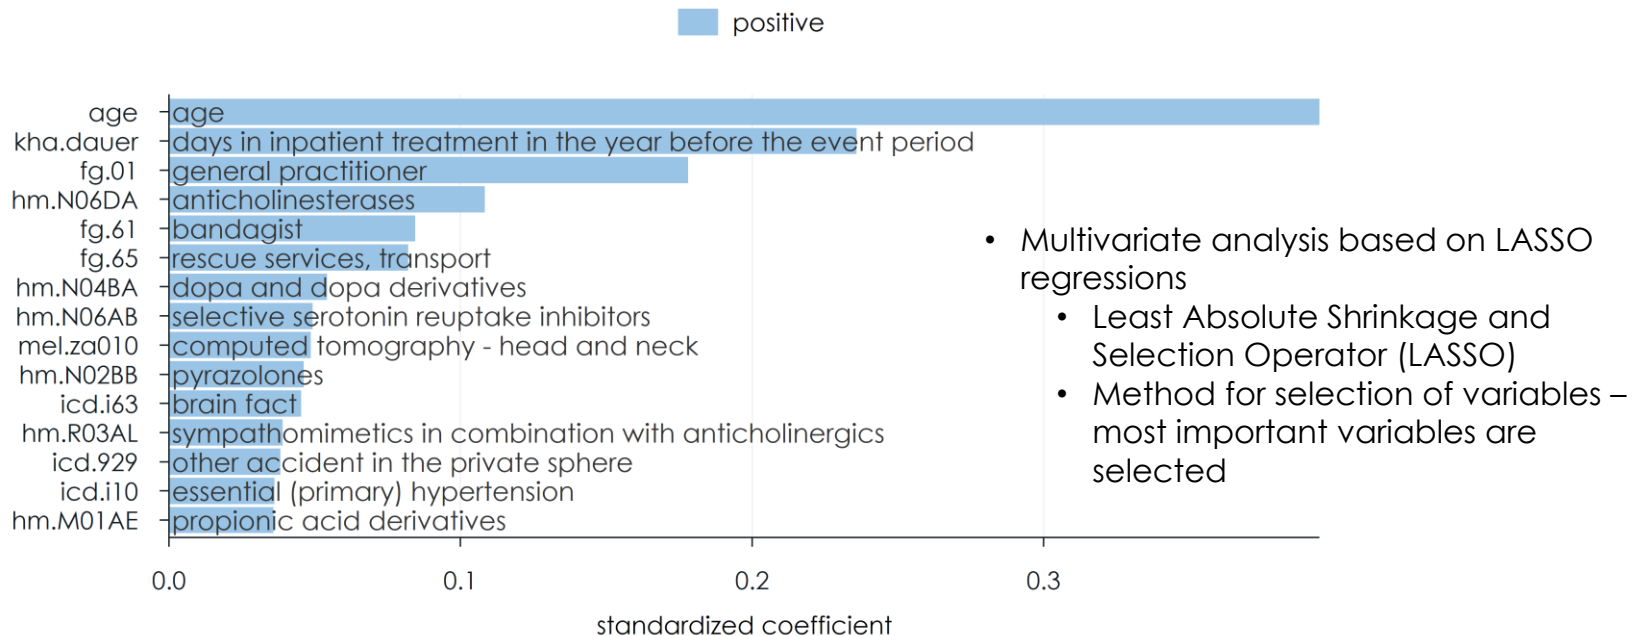 positive
age age
kha.dauer days in inpatient treatment in the year before the event period
fg.01 general practitioner
hm.N06DA anticholinesterases
fg.61 bandagist
fg.65 rescue services, transport
hm.N04BA dopa and dopa derivatives
hm.N06AB selective serotonin reuptake inhibitors
mel.za010 computed tomography - head and neck
hm.N02BB pyrazolones
icd.i63 brain fact
hm.R03AL sympathomimetics in combination with anticholinergics
icd.929 other accident in the private sphere
icd.i10 essential (primary) hypertension
hm.M01AE propionic acid derivatives
0.0 0.1 0.2 0.3
standardized coefficient
• Multivariate analysis based on LASSO
regressions
• Least Absolute Shrinkage and
Selection Operator (LASSO)
• Method for selection of variables –
most important variables are
selected